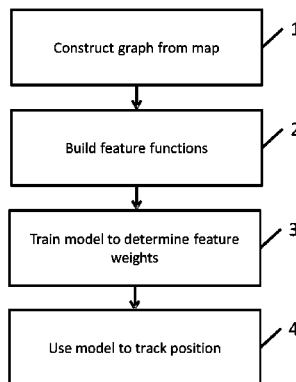 1
Construct graph from map
2
Build feature functions
3
Train model to determine feature
weights
4
Use model to track position